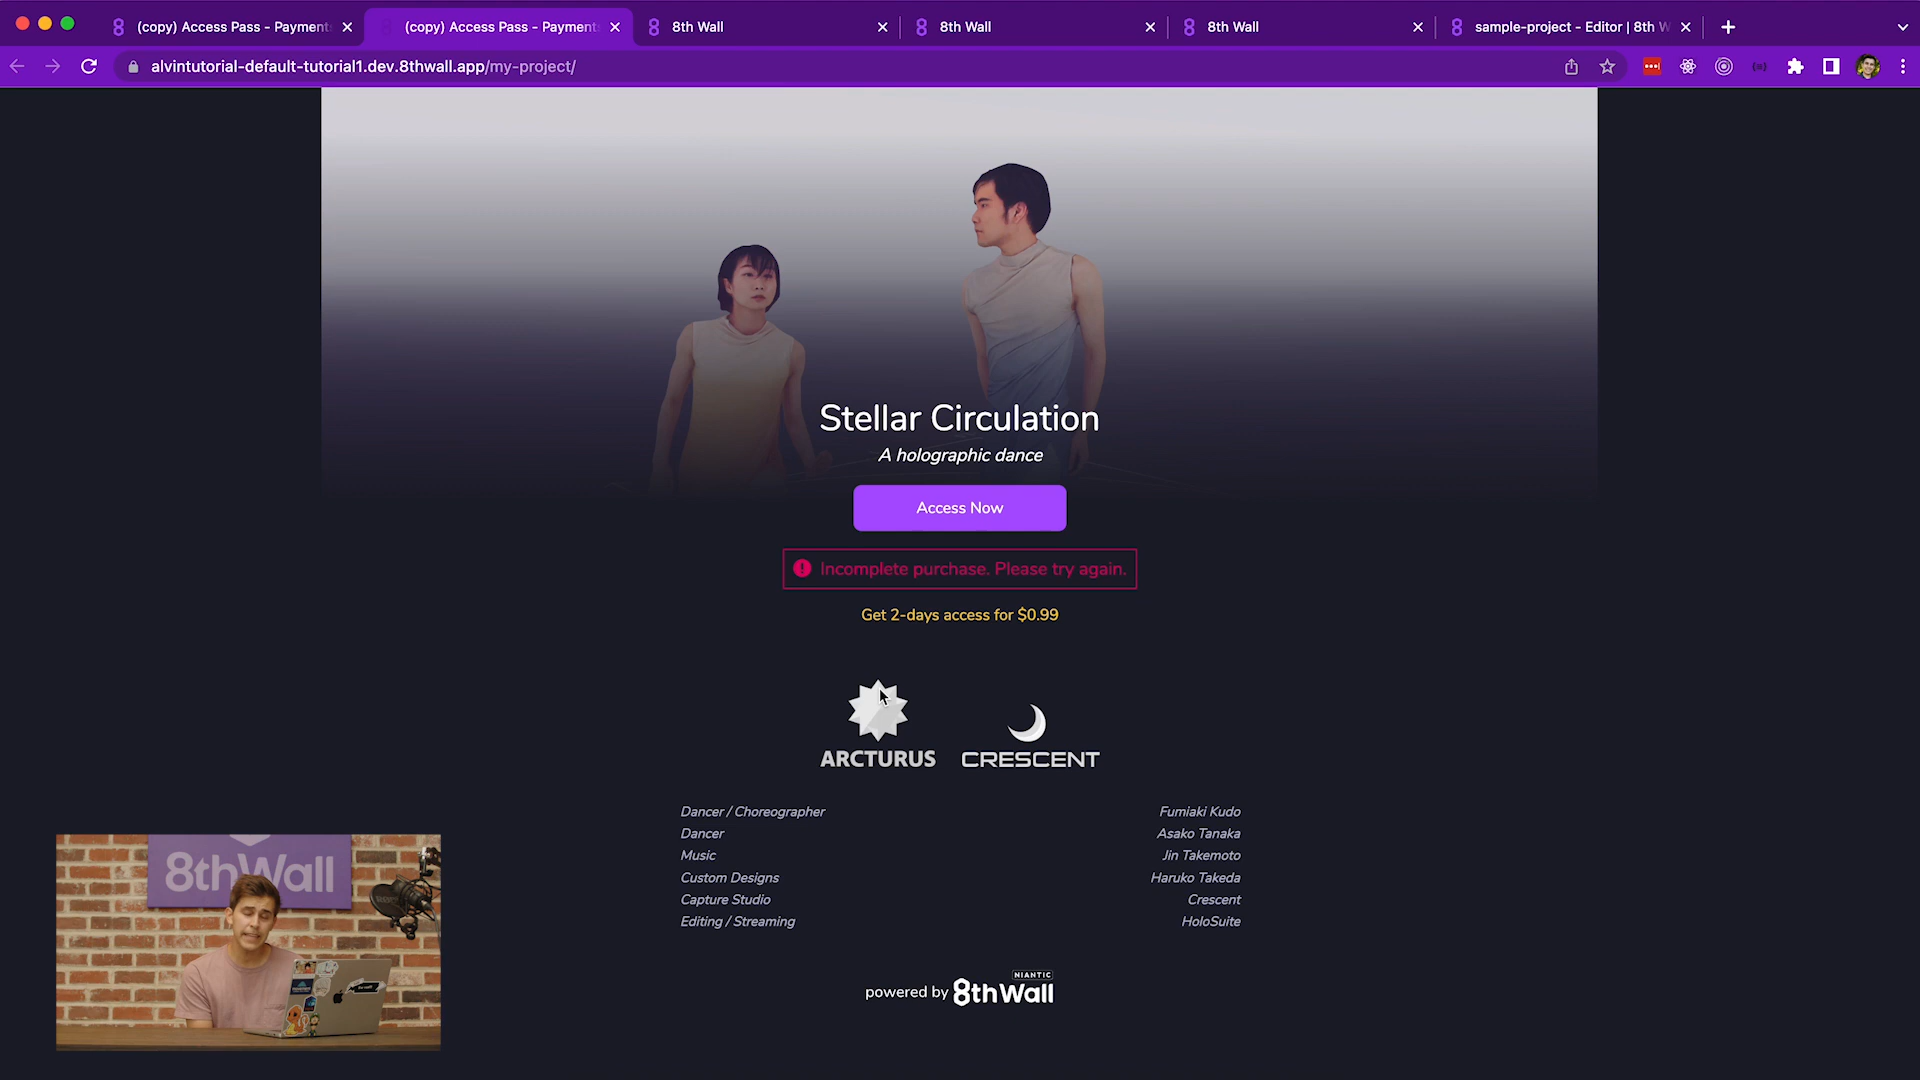 (copy) Access Pass - Payment
(copy) Access Pass - Payment
8th Wall
8th Wall
8th Wall
sample-project - Editor | 8th W
alvintutorial-default-tutorial1.dev.8thwall.app/my-project/
Stellar Circulation
A holographic dance
Access Now
Incomplete purchase. Please try again.
Get 2-days access for $0.99
ARCTURUS
CRESCENT
Dancer / Choreographer Fumiaki Kudo
Dancer Asako Tanaka
Music Jin Takemoto
Custom Designs Haruko Takeda
Capture Studio Crescent
Editing / Streaming HoloSuite
NIANTIC
powered by 8thWall
8thWall